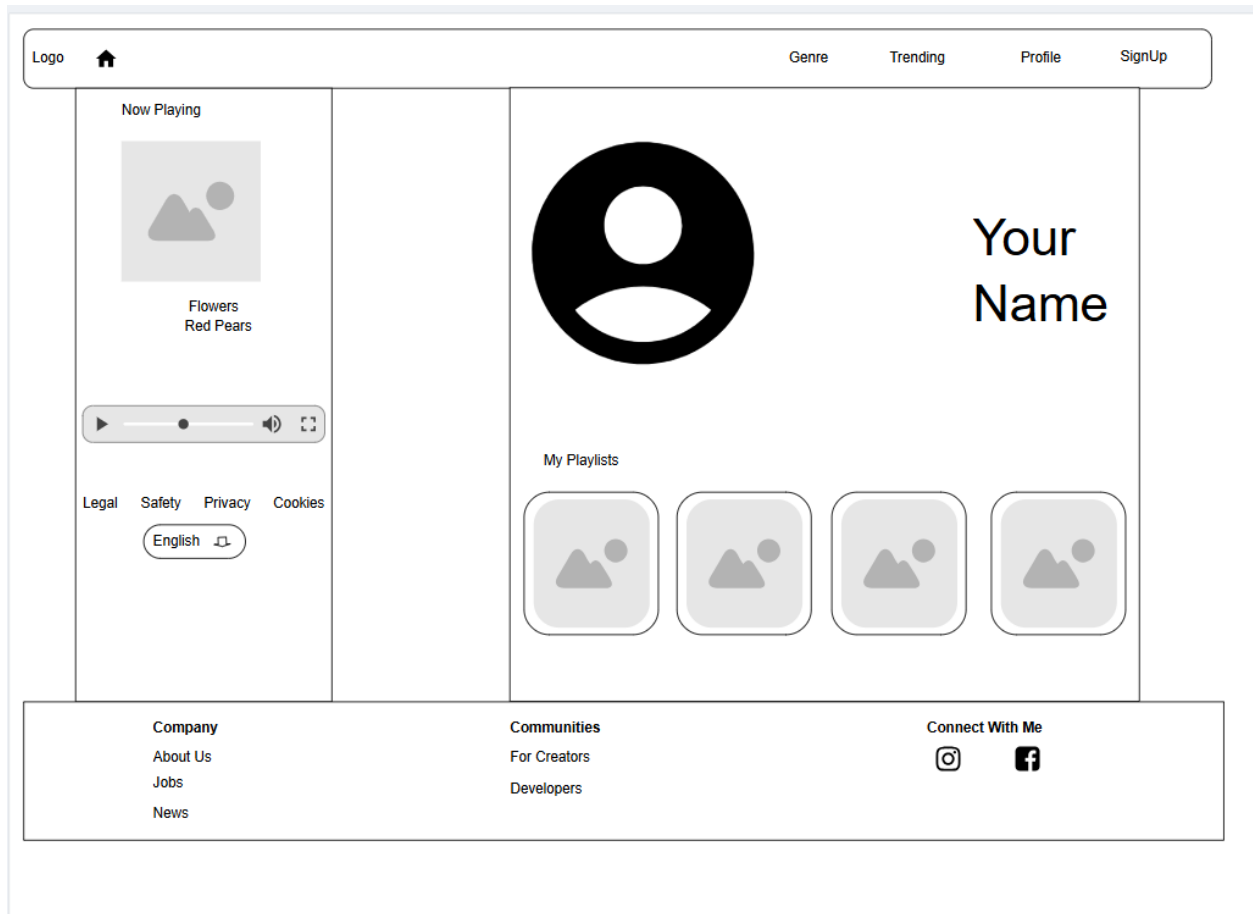 Logo
Genre Trending Profile SignUp
Now Playing
Flowers
Red Pears
Legal Safety Privacy Cookies
English
Your
Name
My Playlists
Company
About Us
Jobs
News
Communities
For Creators
Developers
Connect With Me